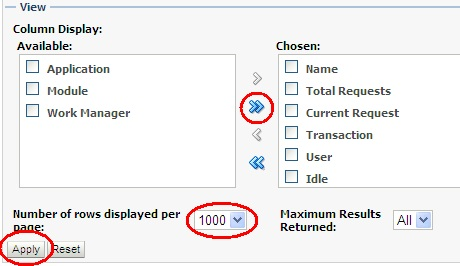 View
Column Display:
Available:
Chosen:
Application
Module
Work Manager
Name
Total Requests
Current Request
Transaction
User
Idle
Number of rows displayed per
page:
1000
Maximum Results
Returned:
All
Apply
Reset